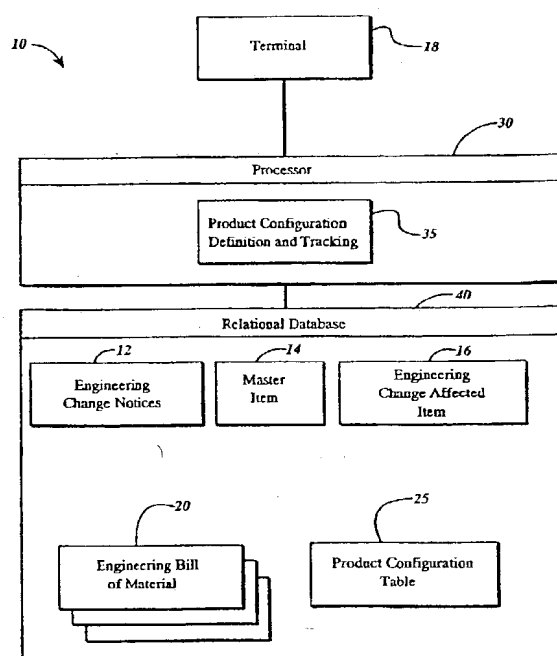 10
Terminal
18
30
Processor
Product Configuration
Definition and Tracking
35
40
Relational Database
12
14
16
Engineering
Change Notices
Master
Item
Engineering
Change Affected
Item
20
25
Engineering Bill
of Material
Product Configuration
Table